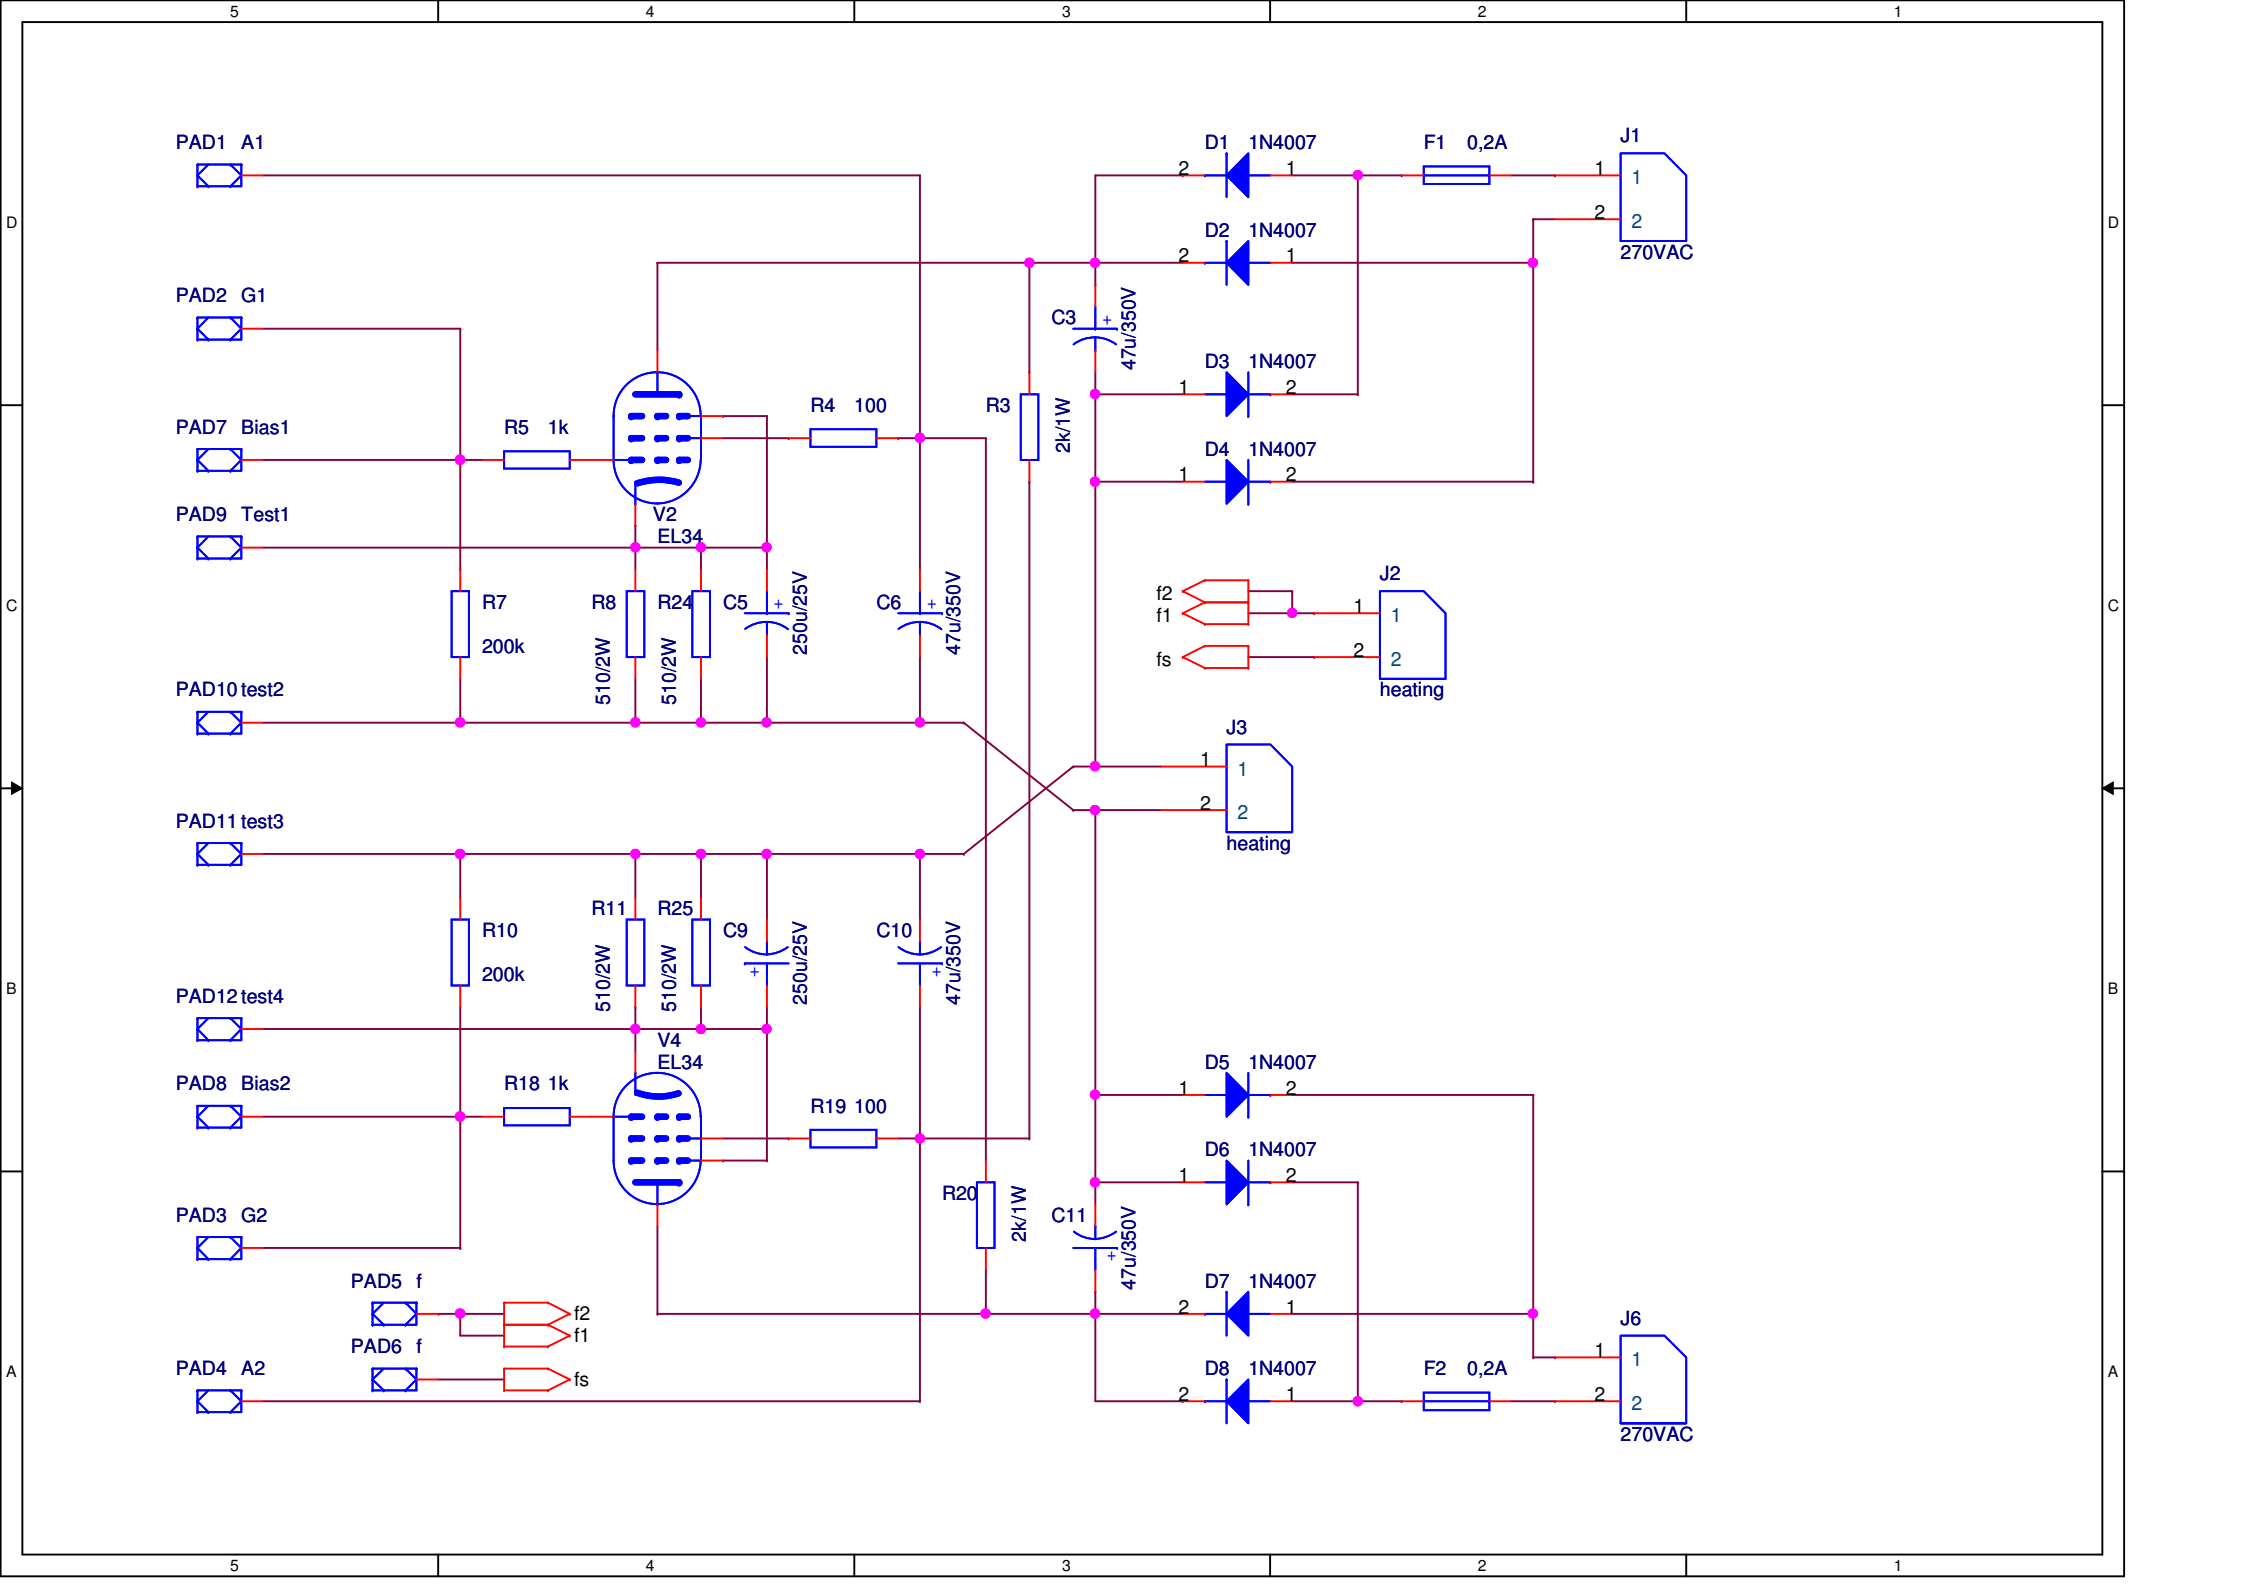 5 4 3 2 1
PAD1 A1
D1 1N4007
F1 0,2A
J1
2 1
1 1
2 2
270VAC
D D
D2 1N4007
2 1
PAD2 G1
C3 + 47u/350V
D3 1N4007
1 2
PAD7 Bias1
R5 1k
R4 100
R3 2k/1W
D4 1N4007
1 2
PAD9 Test1
V2
EL34
C C
R7
200k
R8 510/2W
R24 510/2W
C5 + 250u/25V
C6 + 47u/350V
f2
f1
fs
J2
1 1
2 2
heating
PAD10 test2
J3
1 1
2 2
heating
PAD11 test3
R10
200k
R11 510/2W
R25 510/2W
C9 + 250u/25V
C10 + 47u/350V
B B
PAD12 test4
V4
EL34
D5 1N4007
1 2
PAD8 Bias2
R18 1k
R19 100
D6 1N4007
1 2
PAD3 G2
R20 2k/1W
C11 + 47u/350V
PAD5 f
f2
f1
D7 1N4007
2 1
PAD6 f
fs
J6
1 1
2 2
270VAC
A A
PAD4 A2
D8 1N4007
2 1
F2 0,2A
5 4 3 2 1